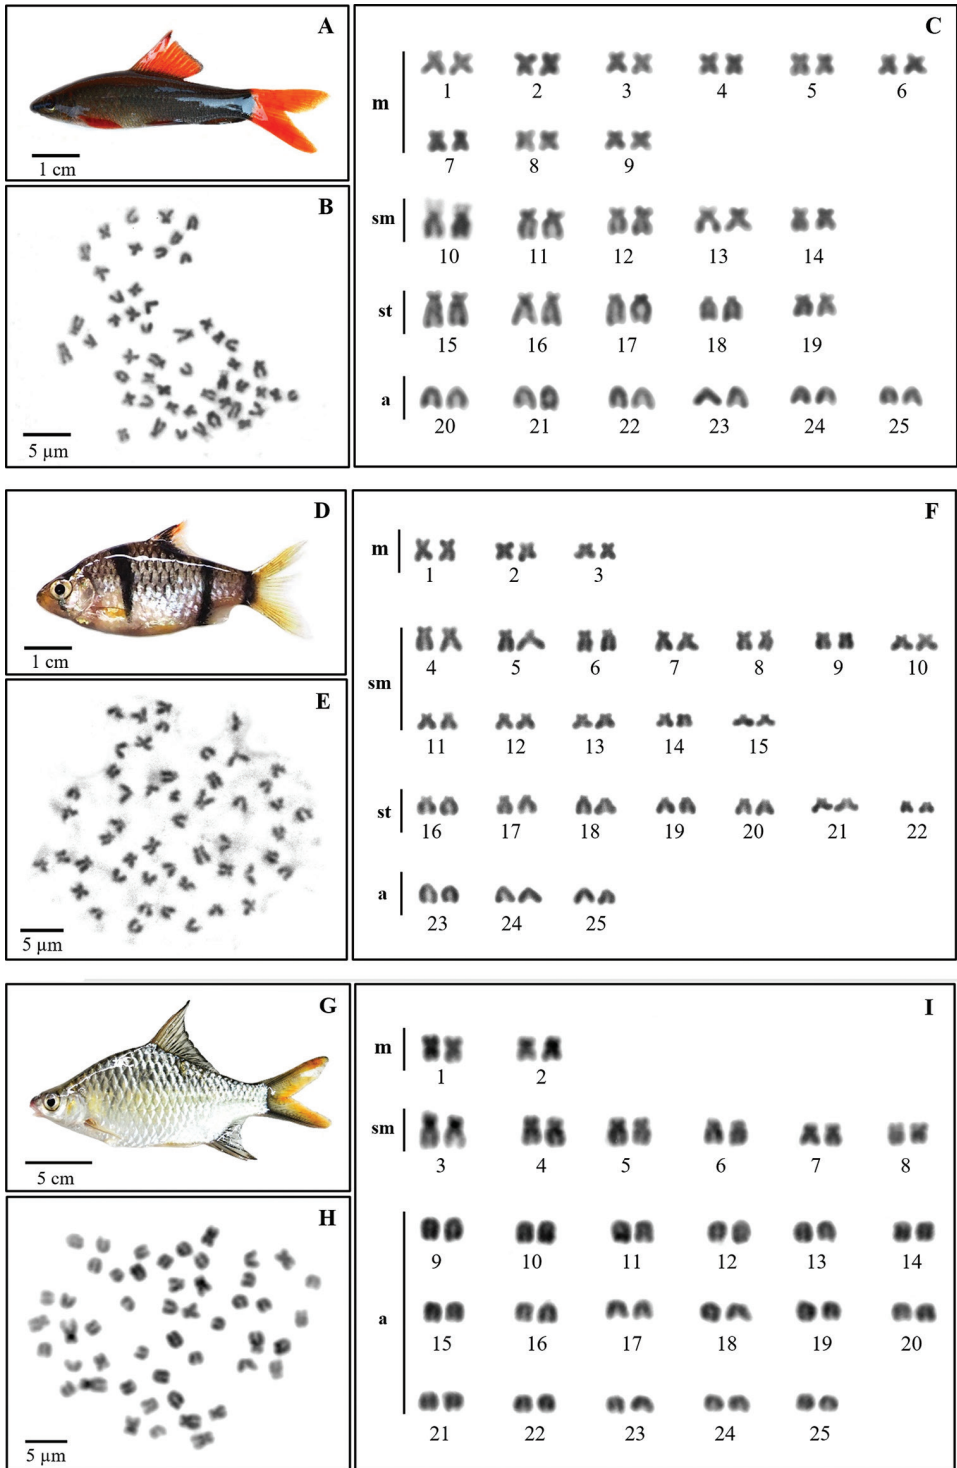 A
1 cm
B
5 µm
C
m
1 2 3 4 5 6
7 8 9
sm
10 11 12 13 14
st
15 16 17 18 19
a
20 21 22 23 24 25
D
1 cm
E
5 µm
F
m
1 2 3
sm
4 5 6 7 8 9 10
11 12 13 14 15
st
16 17 18 19 20 21 22
a
23 24 25
G
5 cm
H
5 µm
I
m
1 2
sm
3 4 5 6 7 8
a
9 10 11 12 13 14
15 16 17 18 19 20
21 22 23 24 25